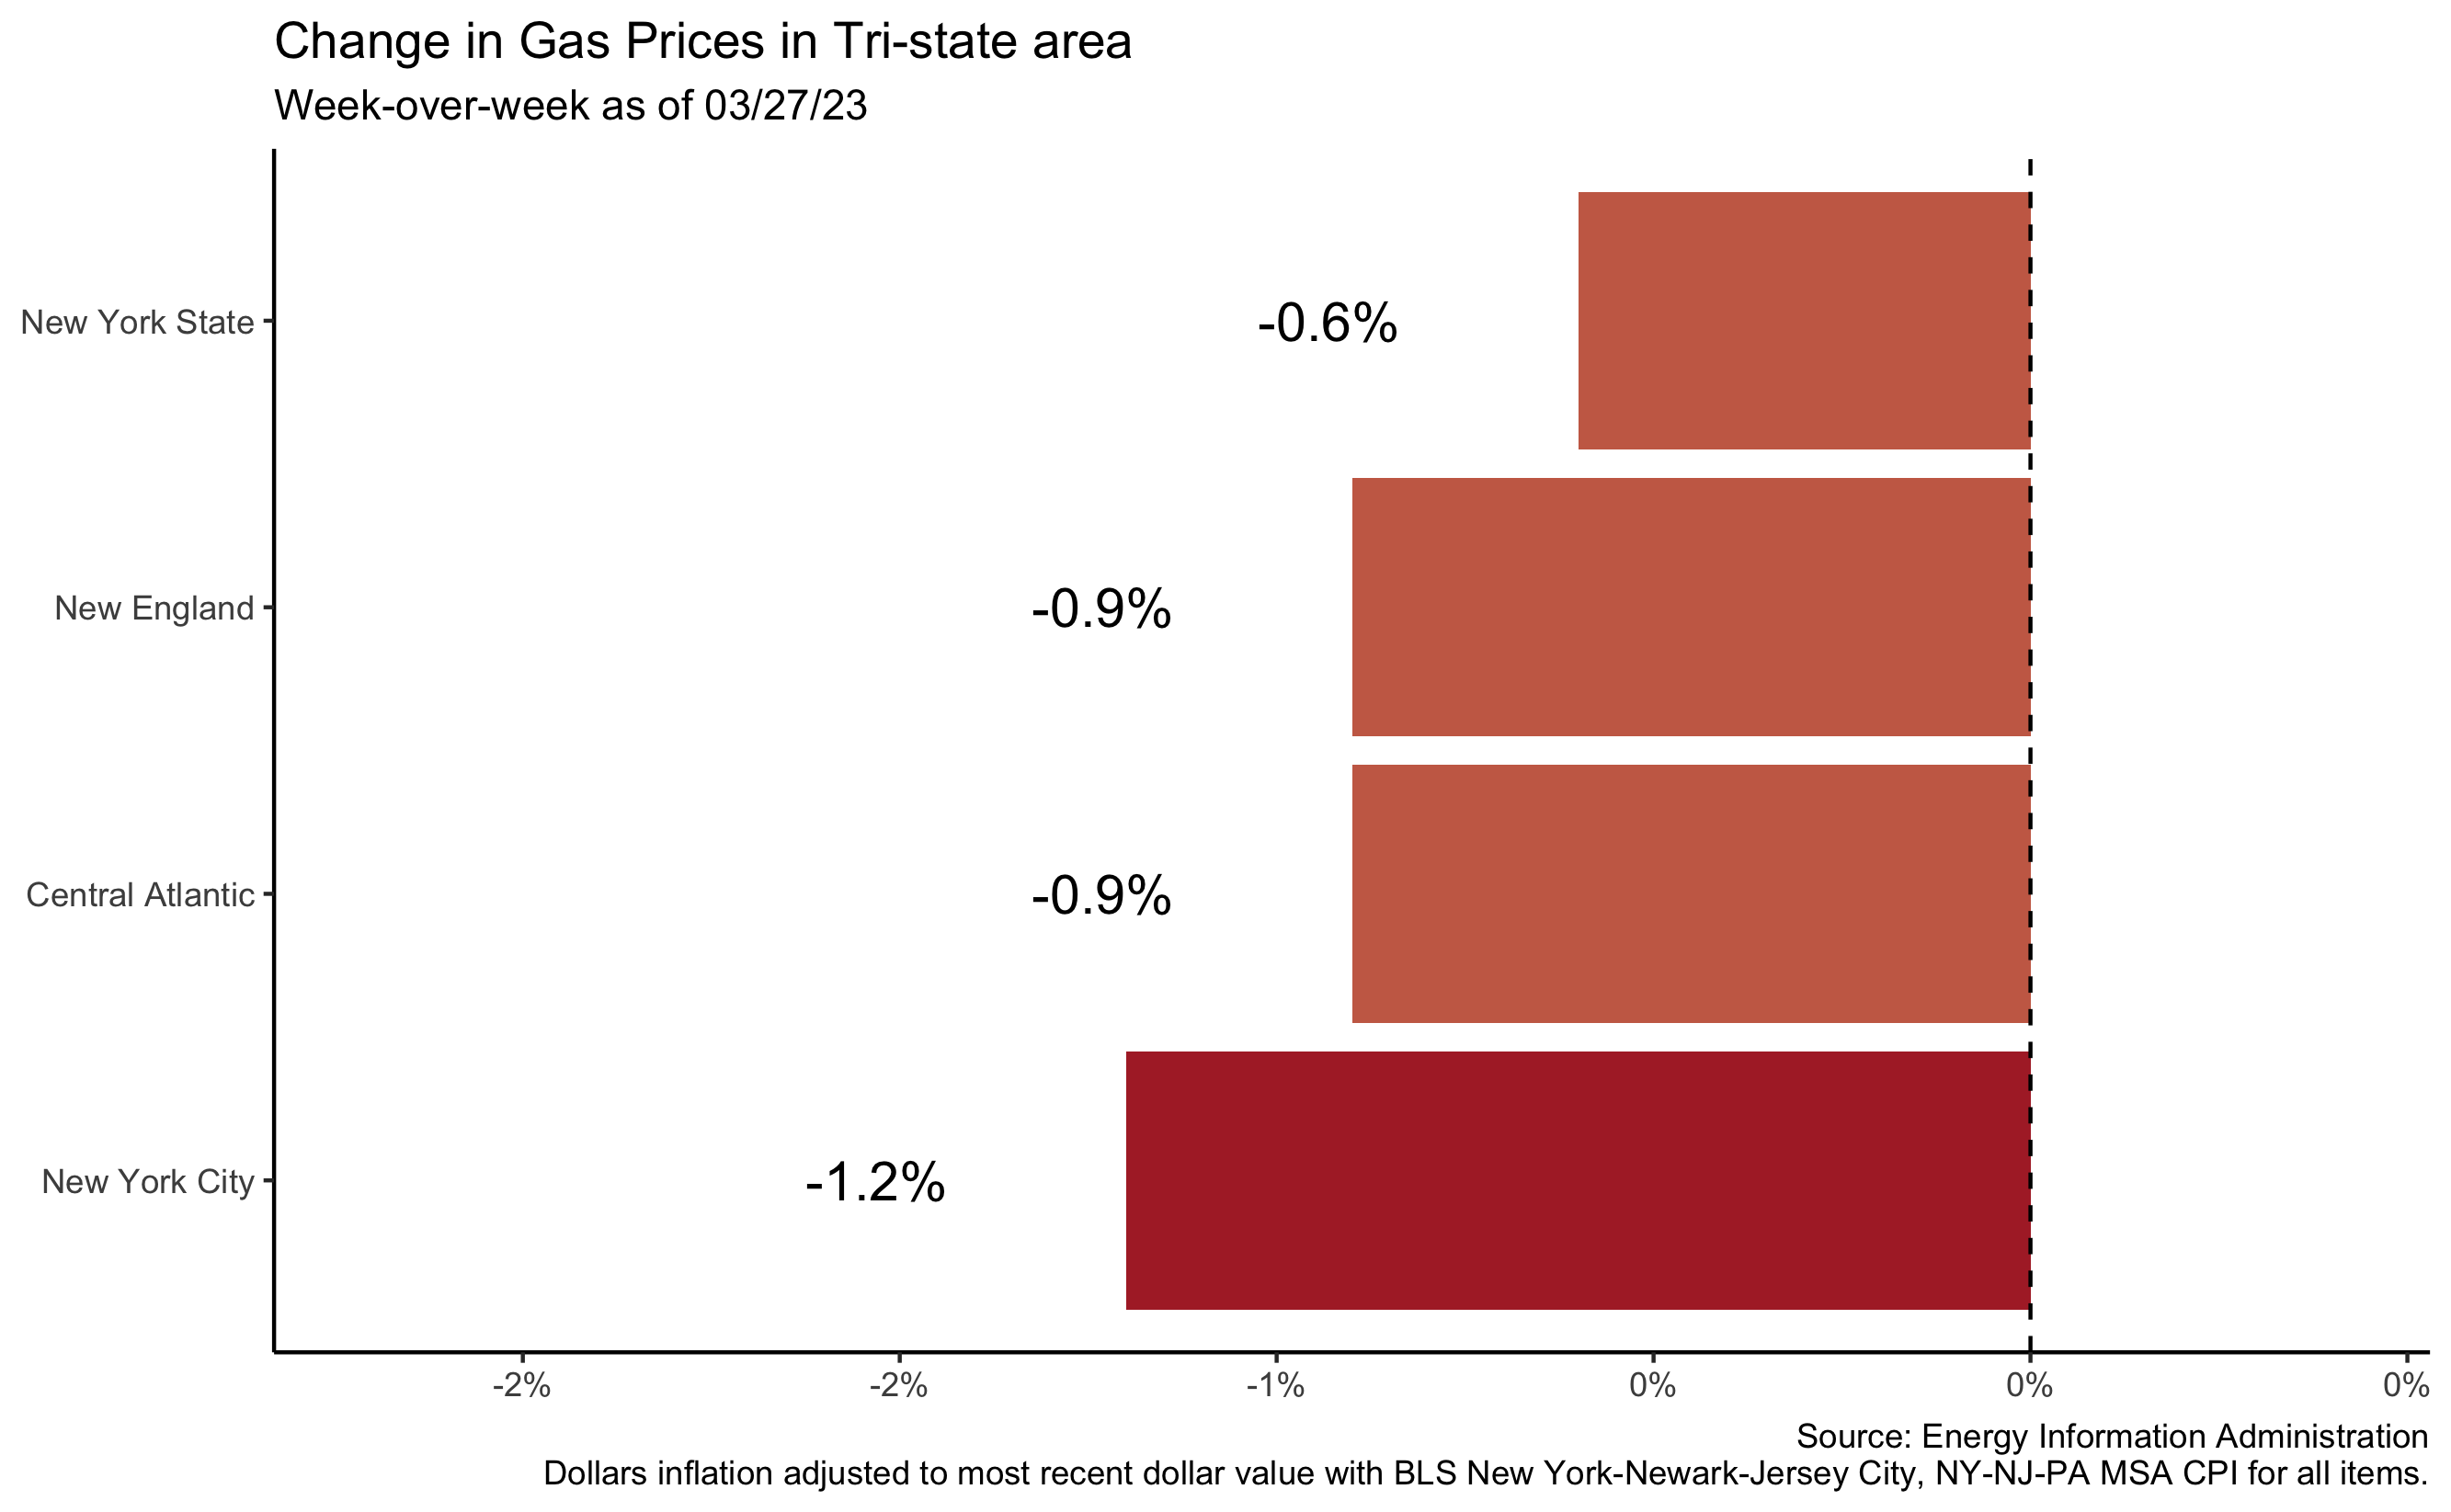 Change in Gas Prices in Tri-state area
Week-over-week as of 03/27/23
New York State
-0.6%
New England
-0.9%
Central Atlantic
-0.9%
New York City
-1.2%
-2% -2% -1% 0% 0% 0%
Source: Energy Information Administration
Dollars inflation adjusted to most recent dollar value with BLS New York-Newark-Jersey City, NY-NJ-PA MSA CPI for all items.